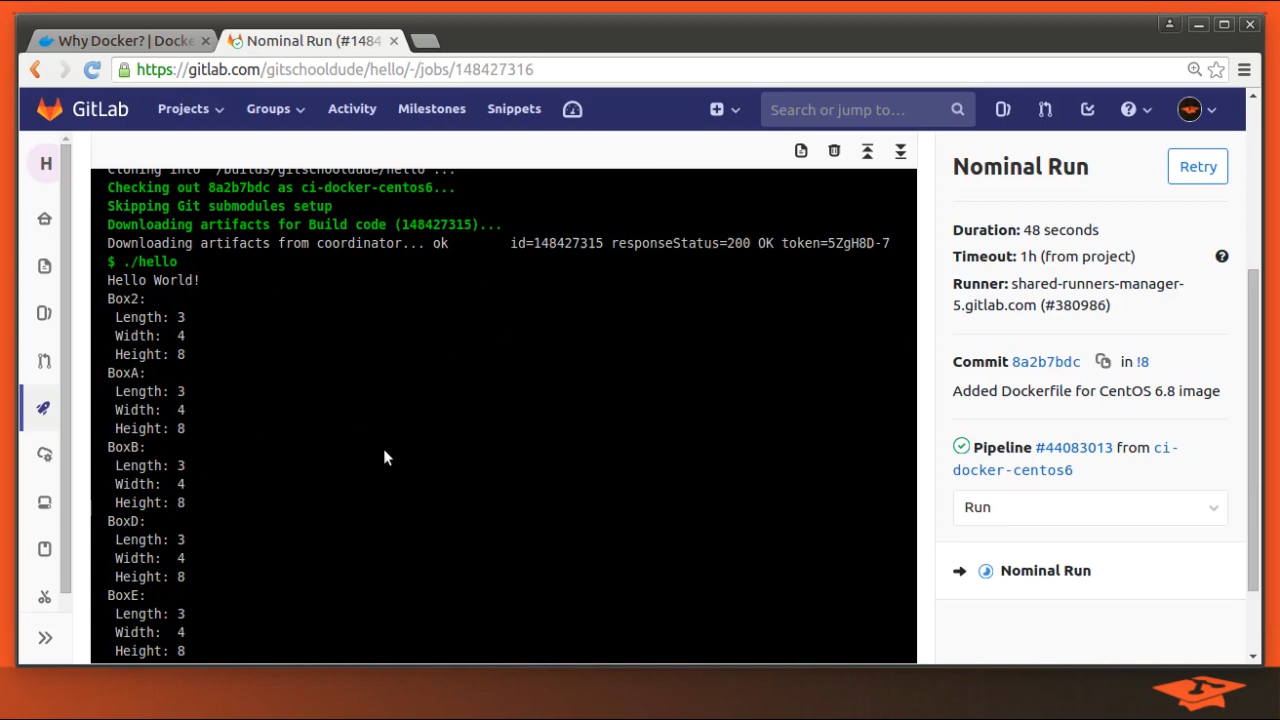 Why Docker? | Docke
Nominal Run (#1484
https://gitlab.com/gitschooldude/hello/-/jobs/148427316
GitLab
Projects
Groups
Activity
Milestones
Snippets
Search or jump to...
H
Cloning into '/builds/gitschooldude/hello'...
Checking out 8a2b7bdc as ci-docker-centos6...
Skipping Git submodules setup
Downloading artifacts for Build code (148427315)...
Downloading artifacts from coordinator... ok id=148427315 responseStatus=200 OK token=5ZgH8D-7
$ ./hello
Hello World!
Box2:
Length: 3
Width: 4
Height: 8
BoxA:
Length: 3
Width: 4
Height: 8
BoxB:
Length: 3
Width: 4
Height: 8
BoxD:
Length: 3
Width: 4
Height: 8
BoxE:
Length: 3
Width: 4
Height: 8
Nominal Run
Retry
Duration: 48 seconds
Timeout: 1h (from project)
Runner: shared-runners-manager-
5.gitlab.com (#380986)
Commit 8a2b7bdc in !8
Added Dockerfile for CentOS 6.8 image
Pipeline #44083013 from ci-
docker-centos6
Run
Nominal Run